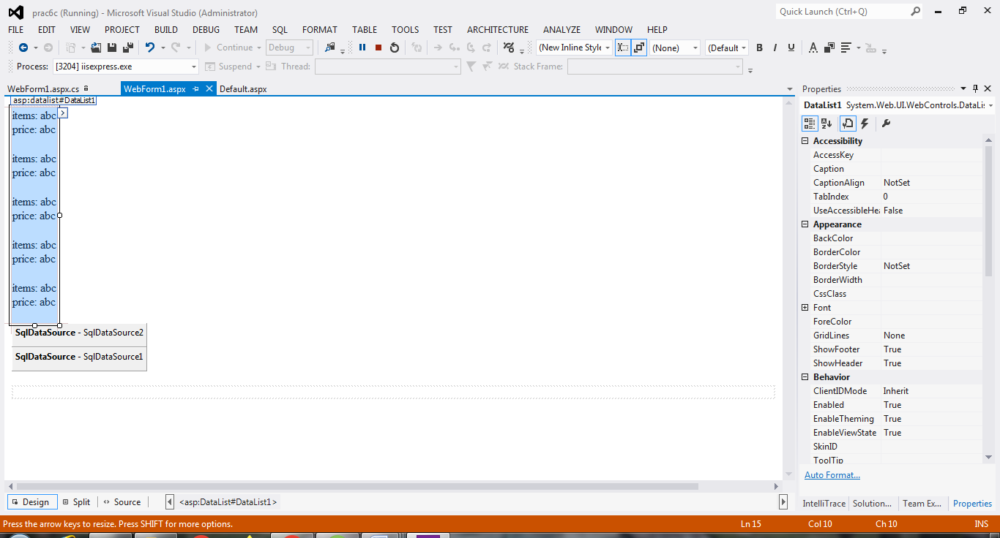 prac6c (Running) - Microsoft Visual Studio (Administrator)
Quick Launch (Ctrl+Q)
FILE EDIT VIEW PROJECT BUILD DEBUG TEAM SQL FORMAT TABLE TOOLS TEST ARCHITECTURE ANALYZE WINDOW HELP
Continue Debug (New Inline Style (None) (Default B I U A
Process: [3204] iisexpress.exe Suspend Thread: Stack Frame:
WebForm1.aspx.cs WebForm1.aspx Default.aspx
asp:datalist#DataList1
items: abc
price: abc
items: abc
price: abc
items: abc
price: abc
items: abc
price: abc
items: abc
price: abc
SqlDataSource - SqlDataSource2
SqlDataSource - SqlDataSource1
Design Split Source <asp:DataList#DataList1>
Properties
DataList1 System.Web.UI.WebControls.DataLis
Accessibility
AccessKey
Caption
CaptionAlign NotSet
TabIndex 0
UseAccessibleHea False
Appearance
BackColor
BorderColor
BorderStyle NotSet
BorderWidth
CssClass
Font
ForeColor
GridLines None
ShowFooter True
ShowHeader True
Behavior
ClientIDMode Inherit
Enabled True
EnableTheming True
EnableViewState True
SkinID
ToolTip
Auto Format...
IntelliTrace Solution... Team Ex... Properties
Press the arrow keys to resize. Press SHIFT for more options. Ln 15 Col 10 Ch 10 INS